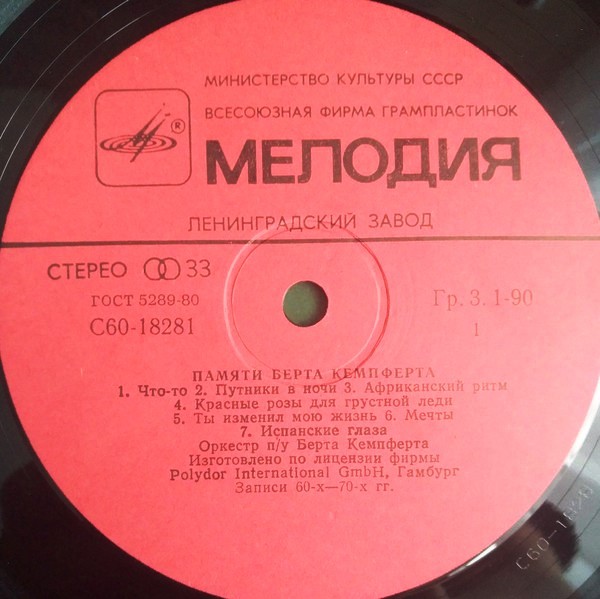 МИНИСТЕРСТВО КУЛЬТУРЫ СССР
ВСЕСОЮЗНАЯ ФИРМА ГРАМПЛАСТИНОК
®
МЕЛОДИЯ
ЛЕНИНГРАДСКИЙ ЗАВОД
СТЕРЕО 33
ГОСТ 5289-80
Гр. 3. 1-90
С60-18281
1
ПАМЯТИ БЕРТА КЕМПФЕРТА
1. Что-то 2. Путники в ночи 3. Африканский ритм
4. Красные розы для грустной леди
5. Ты изменил мою жизнь 6. Мечты
7. Испанские глаза
Оркестр п/у Берта Кемпферта
Изготовлено по лицензии фирмы
Polydor International GmbH, Гамбург
Записи 60-х—70-х гг.